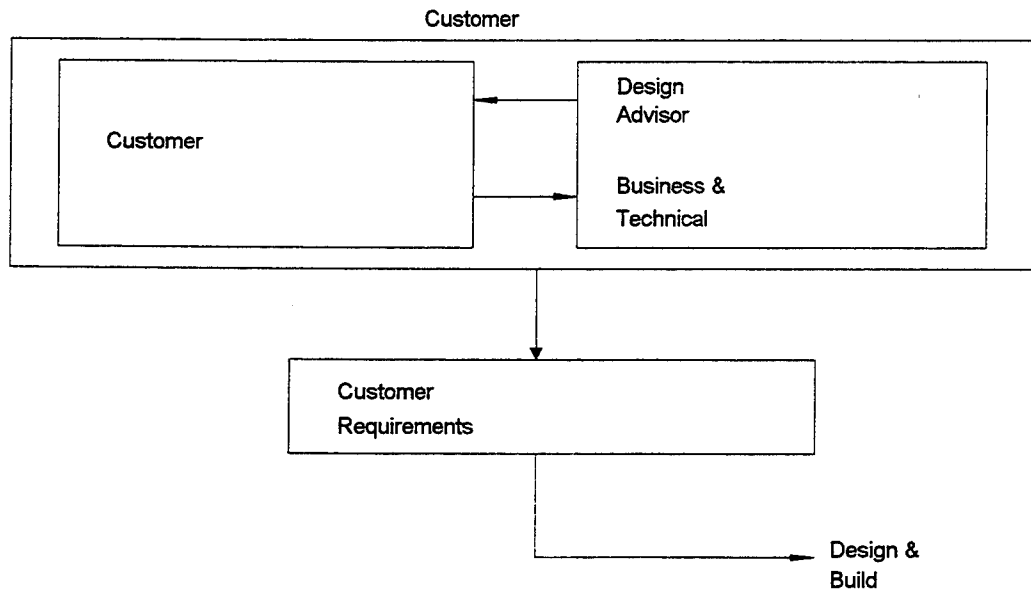 Customer
Customer
Design
Advisor
Business &
Technical
Customer
Requirements
Design &
Build